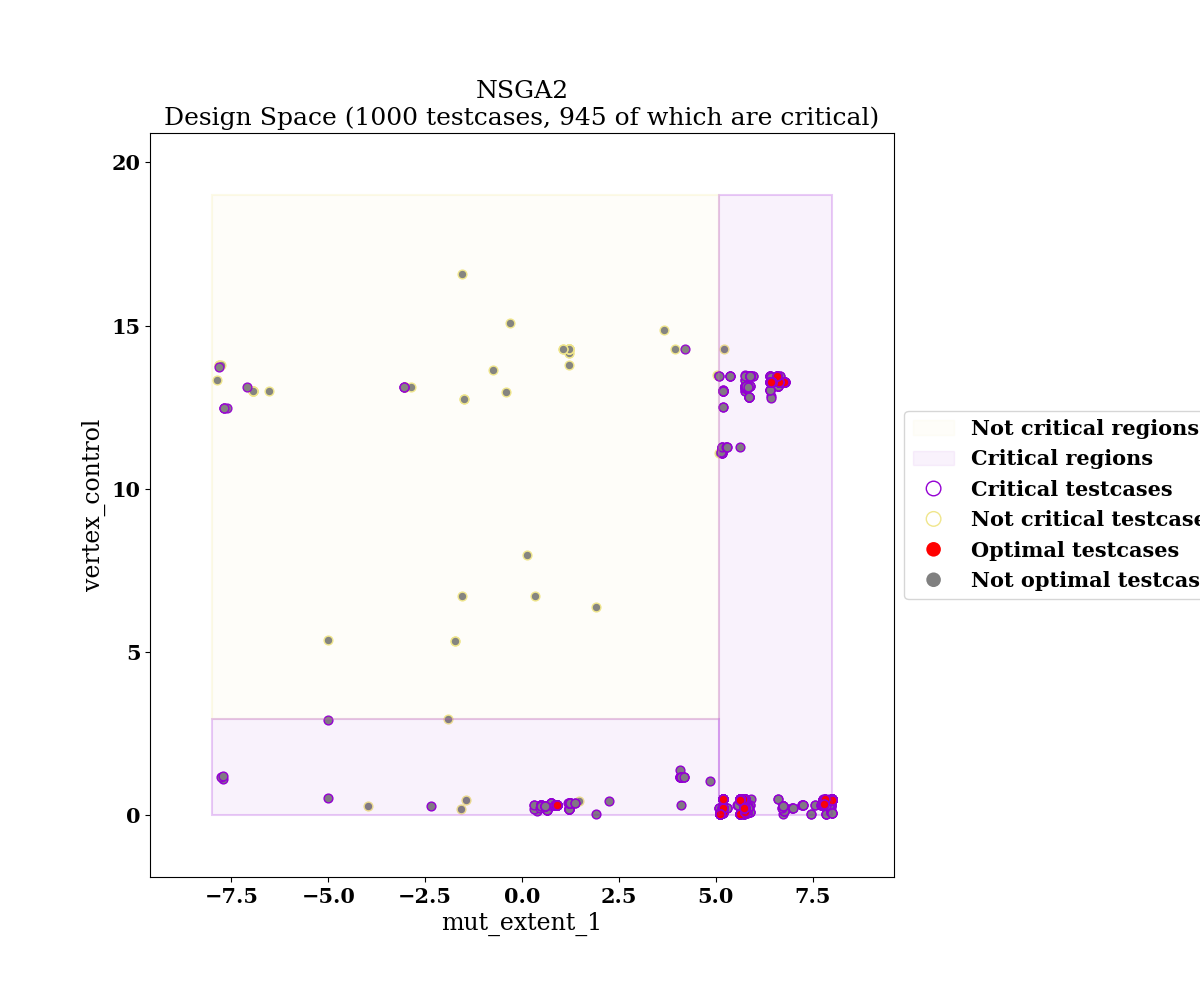 NSGA2
Design Space (1000 testcases, 945 of which are critical)
20
15
10
5
0
vertex_control
−7.5
−5.0
−2.5
0.0
2.5
5.0
7.5
mut_extent_1
Not critical regions
Critical regions
Critical testcases
Not critical testcase
Optimal testcases
Not optimal testcas